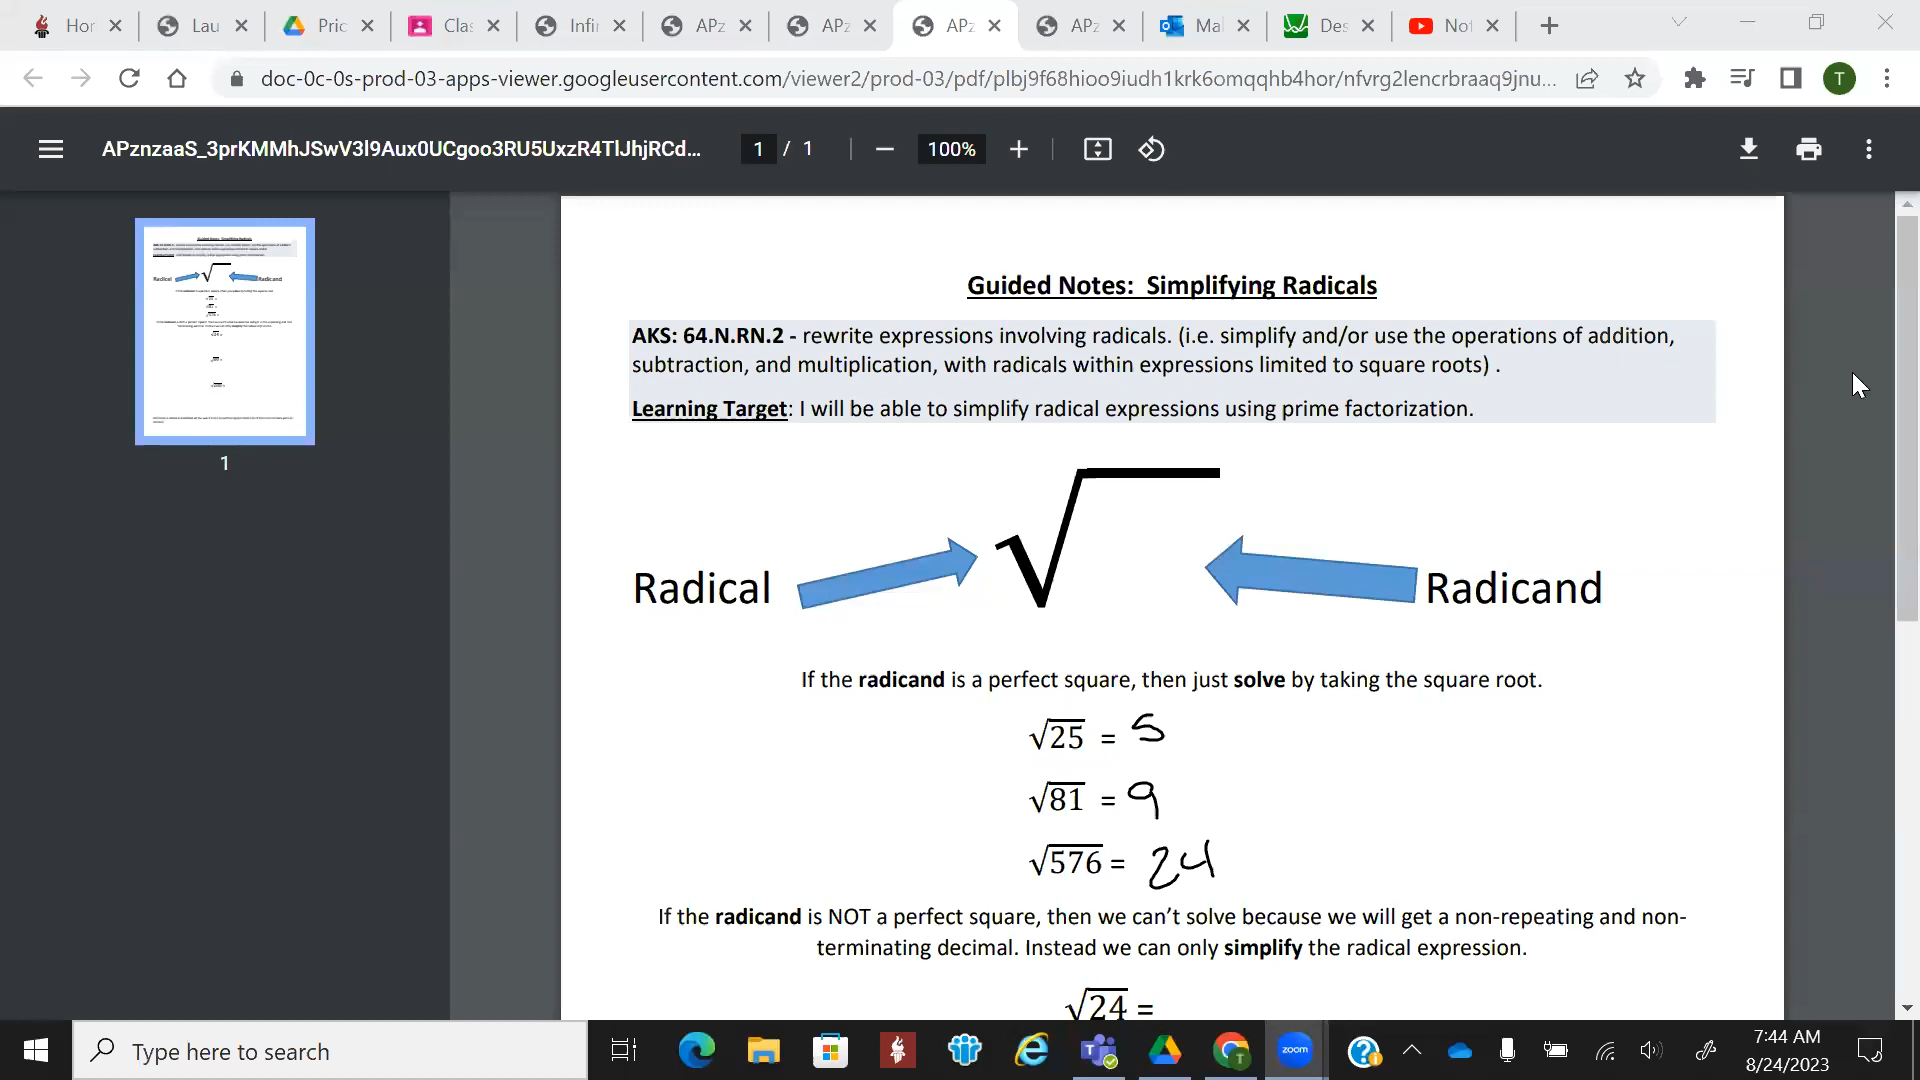 Hor
Lau
Pric
Clas
Infir
APz
APz
APz
APz
Mai
Des
Not
doc-0c-0s-prod-03-apps-viewer.googleusercontent.com/viewer2/prod-03/pdf/plbj9f68hioo9iudh1krk6omqqhb4hor/nfvrg2lencrbraaq9jnu...
T
APznzaaS_3prKMMhJSwV3l9Aux0UCgoo3RU5UxzR4TlJhjRCd...
1 / 1
100%
1
Guided Notes: Simplifying Radicals
AKS: 64.N.RN.2 - rewrite expressions involving radicals. (i.e. simplify and/or use the operations of addition,
subtraction, and multiplication, with radicals within expressions limited to square roots) .
Learning Target: I will be able to simplify radical expressions using prime factorization.
Radical √ Radicand
If the radicand is a perfect square, then just solve by taking the square root.
√25 = 5
√81 = 9
√576 = 24
If the radicand is NOT a perfect square, then we can’t solve because we will get a non-repeating and non-
terminating decimal. Instead we can only simplify the radical expression.
√24 =
Type here to search
zoom
7:44 AM
8/24/2023